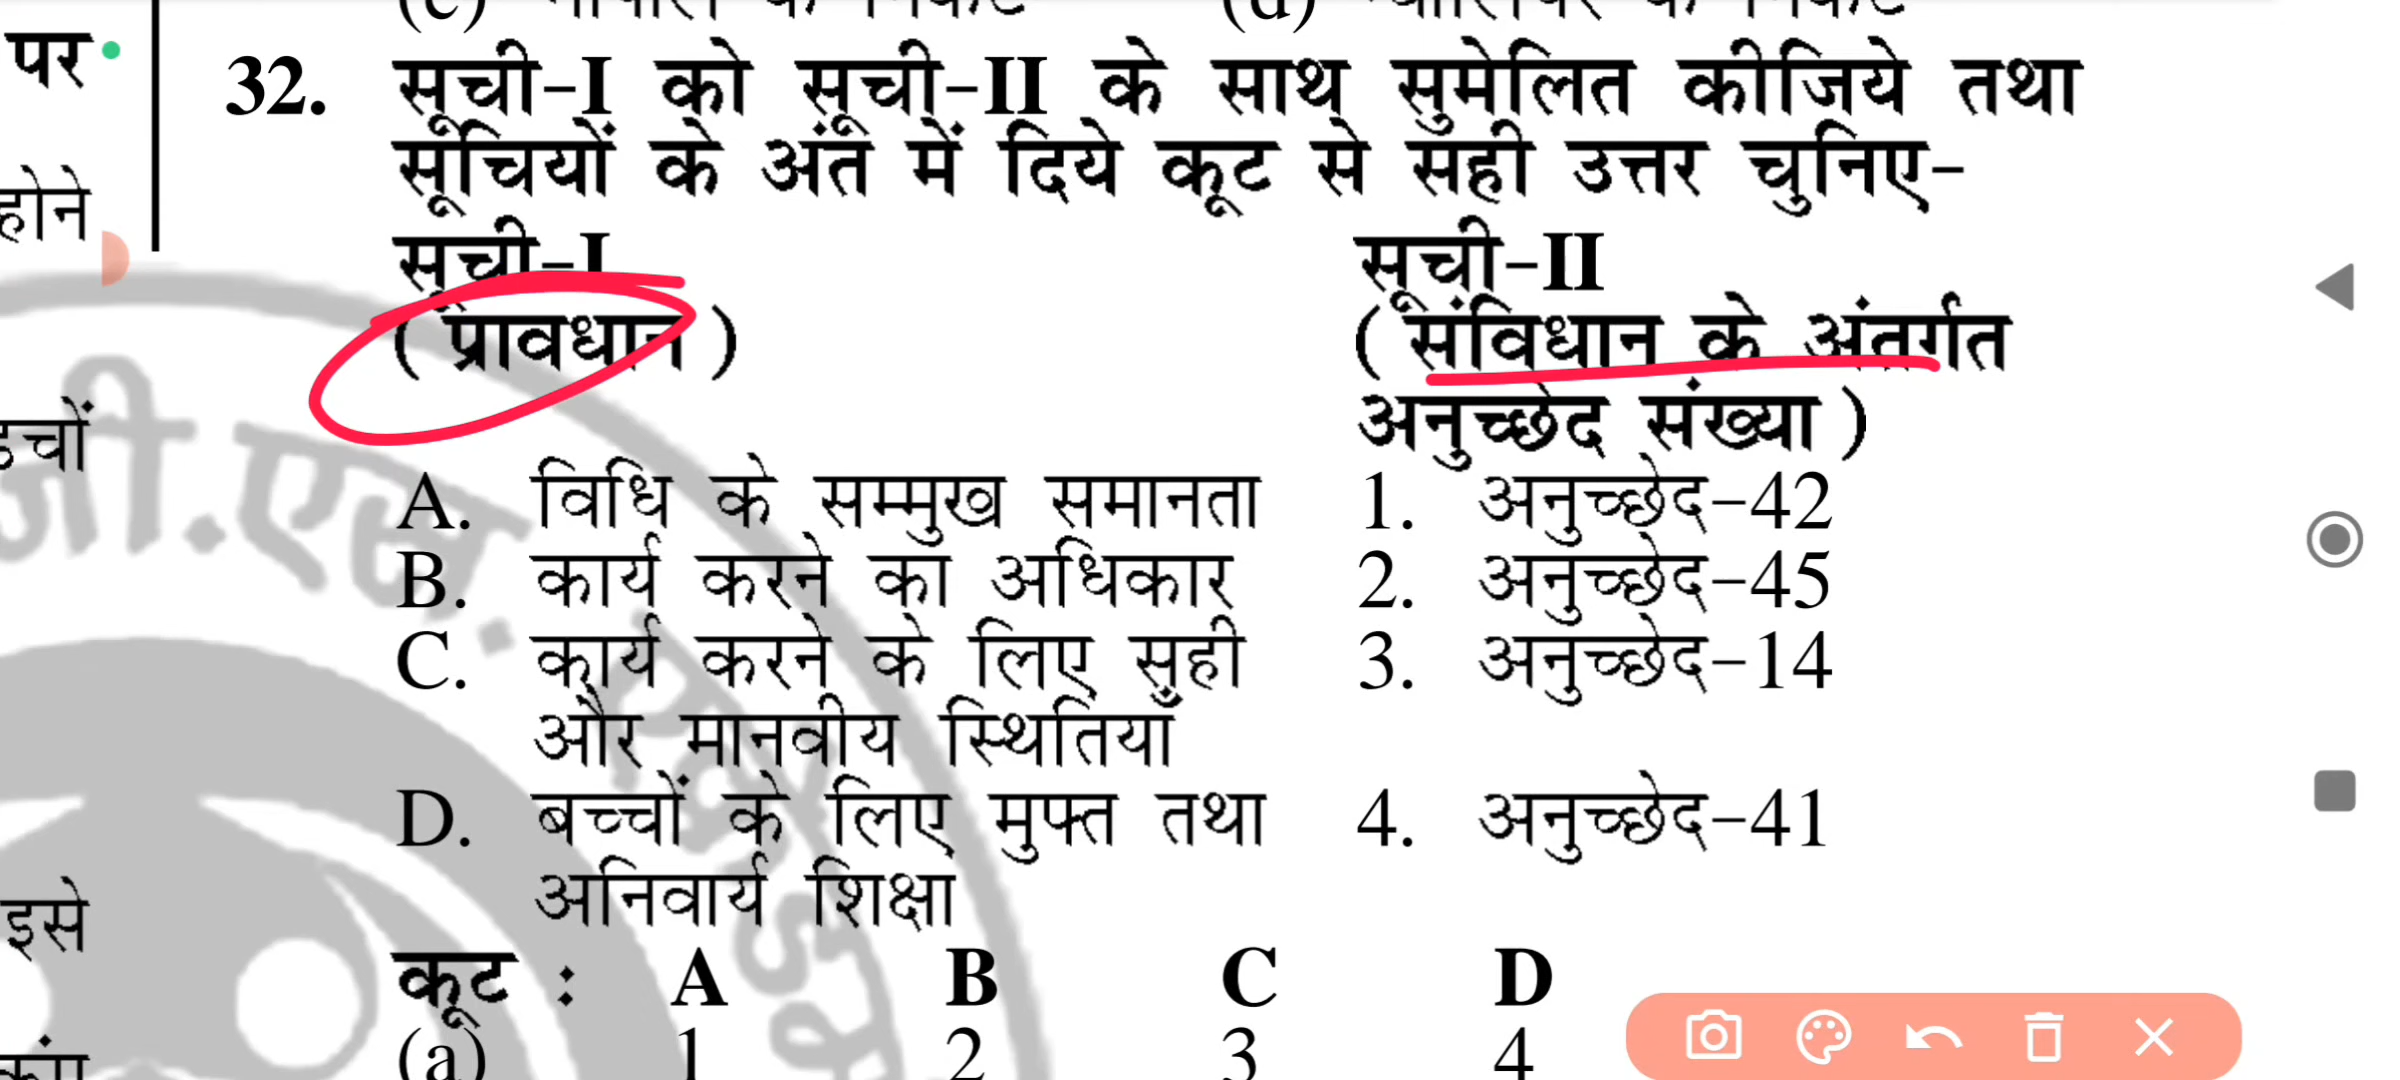 पर
होने
इसे
32. सूची-I को सूची-II के साथ सुमेलित कीजिये तथा
सूचियों के अंत में दिये कूट से सही उत्तर चुनिए-
सूची-I सूची-II
(प्रावधान) (संविधान के अंतर्गत
अनुच्छेद संख्या)
A. विधि के सम्मुख समानता 1. अनुच्छेद-42
B. कार्य करने का अधिकार 2. अनुच्छेद-45
C. कार्य करने के लिए सुही 3. अनुच्छेद-14
और मानवीय स्थितियाँ
D. बच्चों के लिए मुफ्त तथा 4. अनुच्छेद-41
अनिवार्य शिक्षा
कूट : A B C D
(a) 1 2 3 4
जी.एस.